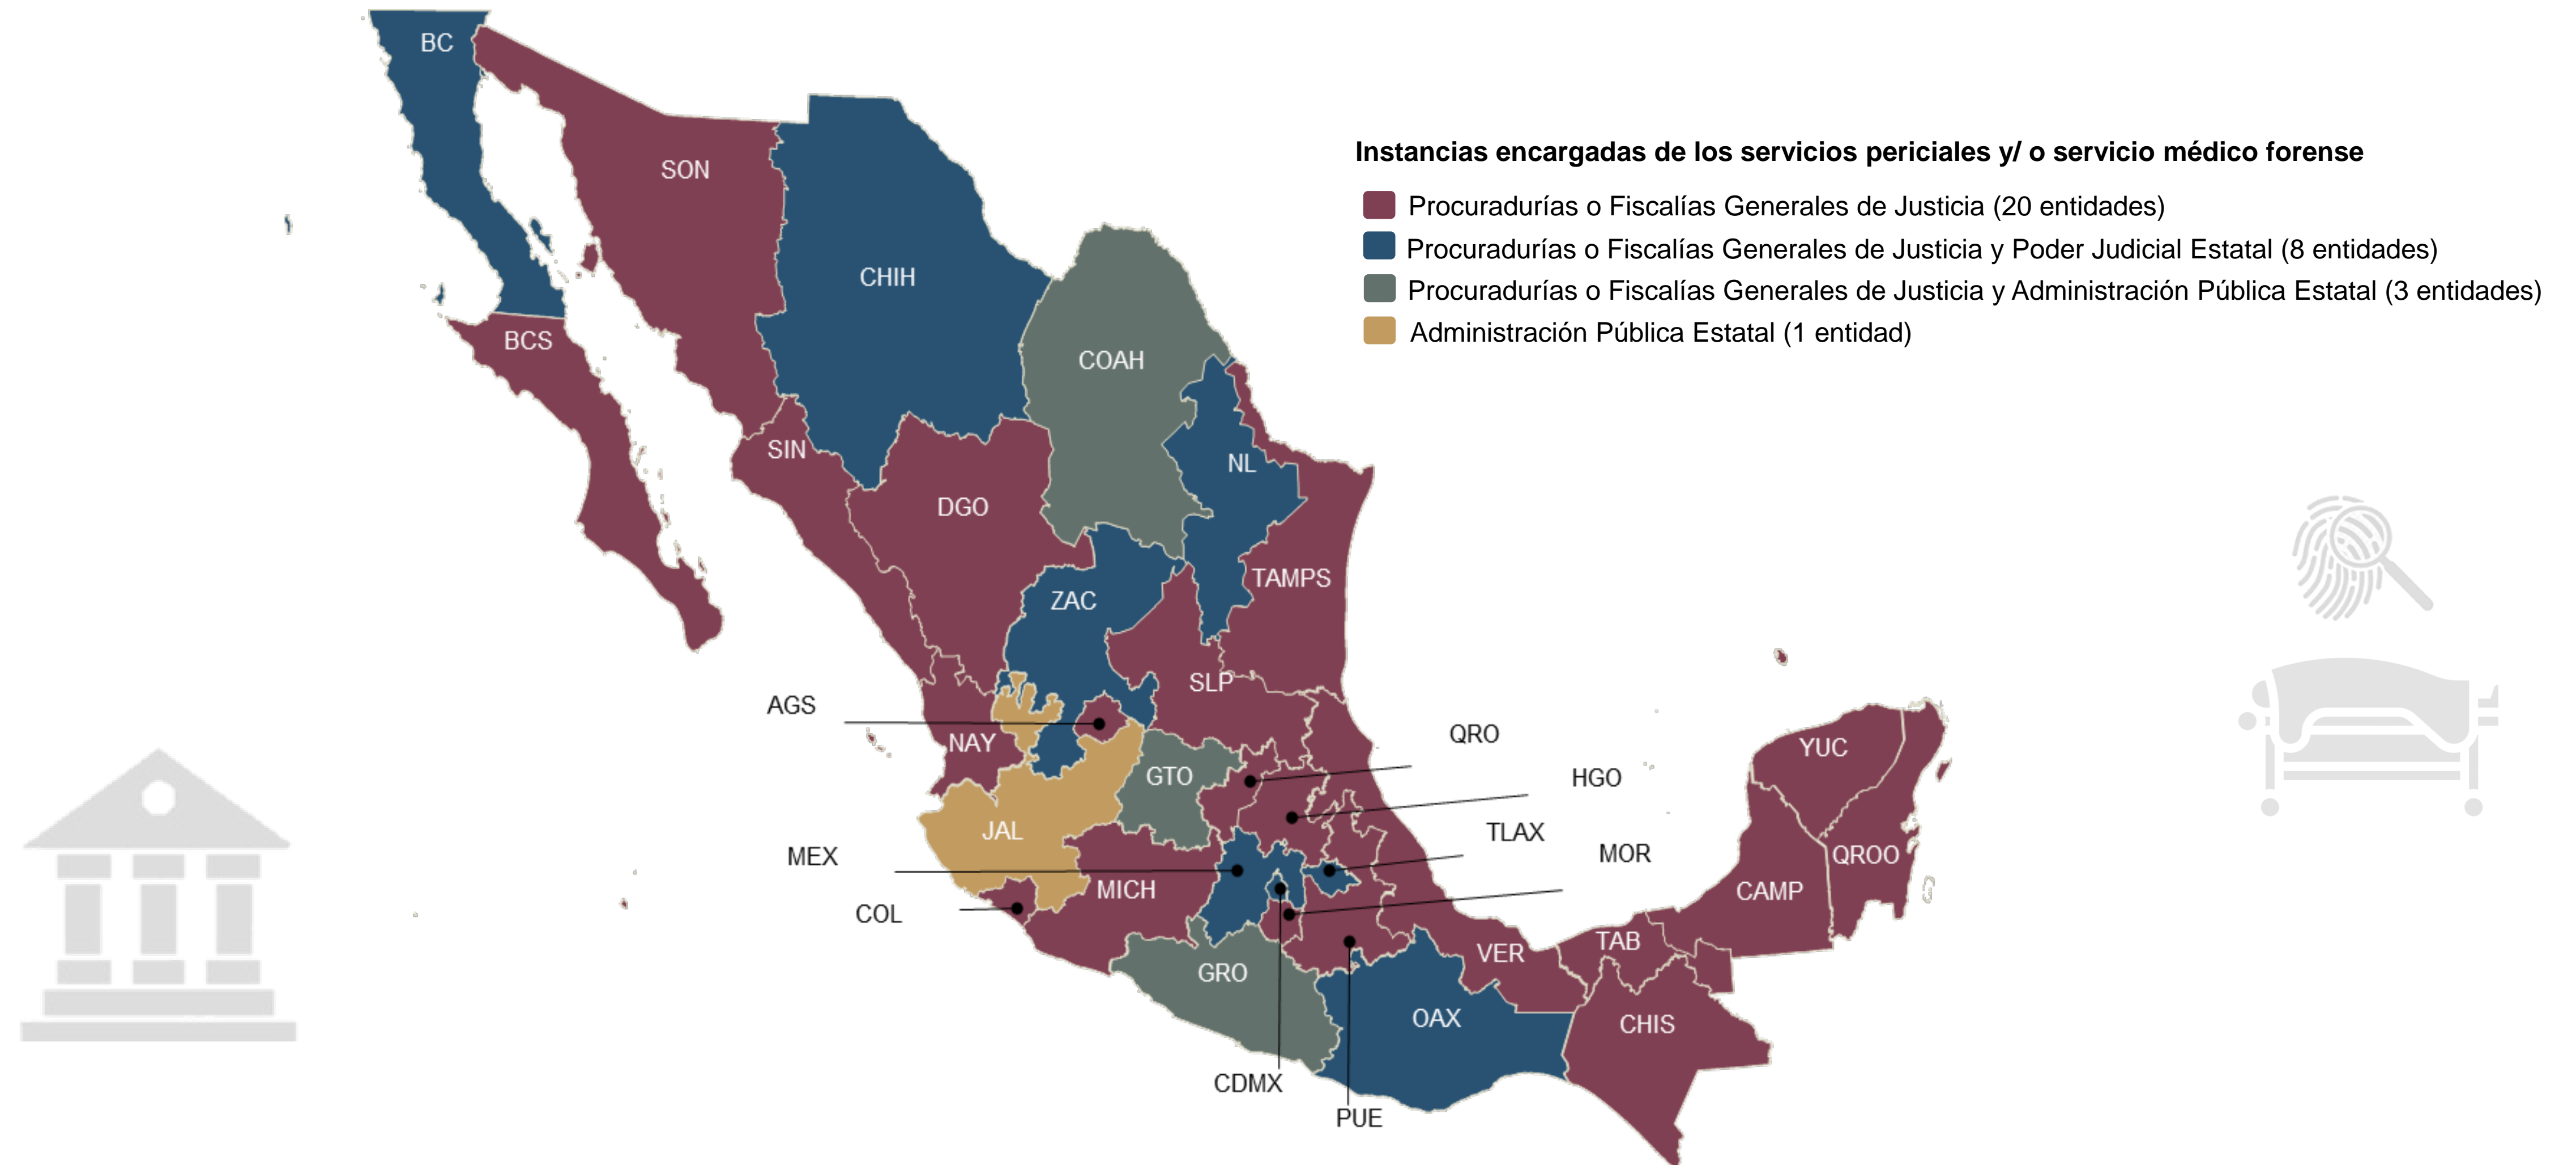 BC
Instancias encargadas de los servicios periciales y/ o servicio médico forense
SON
Procuradurías o Fiscalías Generales de Justicia (20 entidades)
Procuradurías o Fiscalías Generales de Justicia y Poder Judicial Estatal (8 entidades)
CHIH
Procuradurías o Fiscalías Generales de Justicia y Administración Pública Estatal (3 entidades)
Administración Pública Estatal (1 entidad)
BCS
COAH
SIN
NL
DGO
TAMPS
ZAC
SLP
AGS
QRO
NAY
YUC
GTO
HGO
JAL
TLAX
MEX
MOR
QROO
MICH
CAMP
COL
TAB
VER
GRO
OAX
CHIS
CDMX
PUE